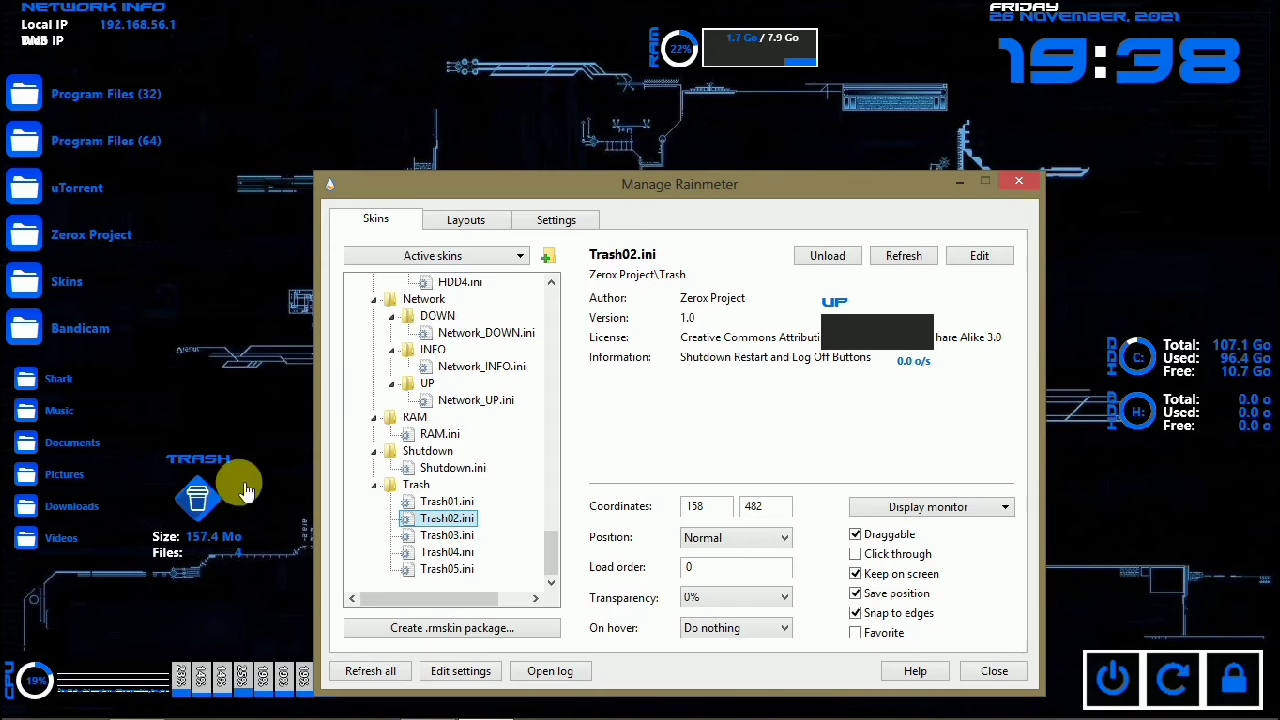 NETWORK INFO
Local IP 192.168.56.1
IP
RAM
22%
1.7 Go / 7.9 Go
FRIDAY
26 NOVEMBER, 2021
19:38
Program Files (32)
Program Files (64)
uTorrent
Zerox Project
Skins
Bandicam
Shark
Music
Documents
Pictures
Downloads
Videos
TRASH
Size: 157.4 Mo
Files: 4
CPU
19%
Manage Rainmeter
Skins
Layouts
Settings
Active skins
HDD4.ini
Network
DOWN
Network_DOWN.ini
INFO
Network_INFO.ini
UP
Network_UP.ini
RAM
RAM.ini
Shutdown
Shutdown.ini
Trash
Trash01.ini
Trash02.ini
Trash03.ini
Trash04.ini
Trash05.ini
Create .rmskin package...
Trash02.ini
Unload
Refresh
Edit
Zerox Project\Trash
Author: Zerox Project
Version: 1.0
License: Creative Commons Attributi hare Alike 3.0
Information: Shutdown Restart and Log Off Buttons
UP
0.0 o/s
Coordinates: 158 482
Position: Normal
Load order: 0
Transparency: 0%
On hover: Do nothing
Display monitor
Draggable
Click through
Keep on screen
Save position
Snap to edges
Favorite
Refresh all
Edit settings
Open log
Help
Close
HDD
C:
Total: 107.1 Go
Used: 96.4 Go
Free: 10.7 Go
HDD
H:
Total: 0.0 o
Used: 0.0 o
Free: 0.0 o